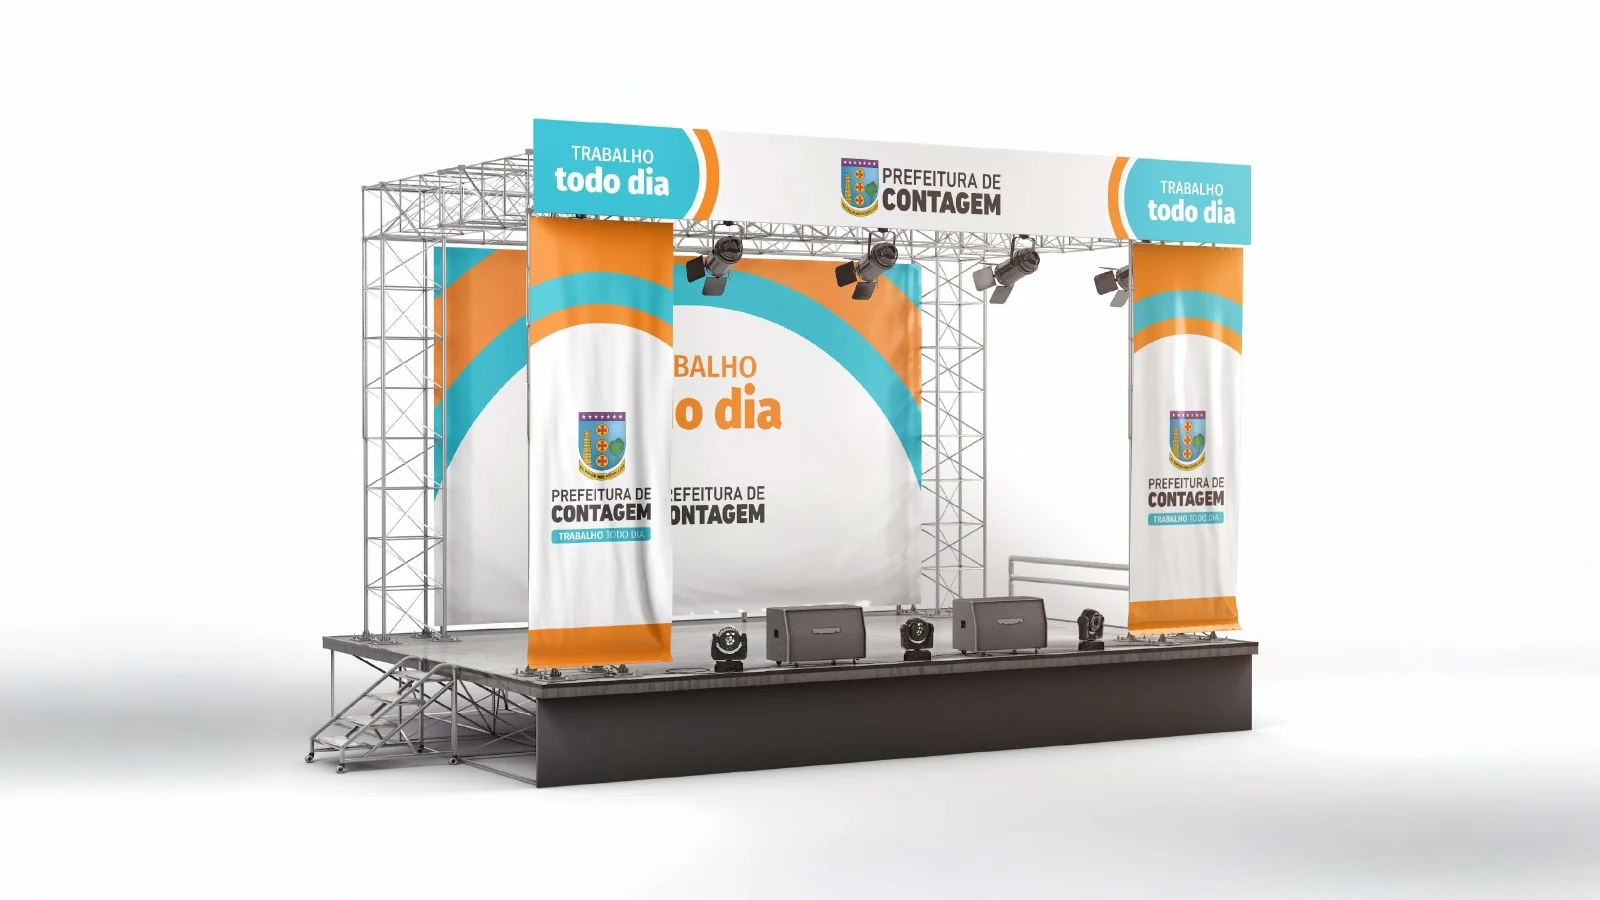 TRABALHO
todo dia
PREFEITURA DE
CONTAGEM
TRABALHO
todo dia
BALHO
o dia
EFEITURA DE
ONTAGEM
PREFEITURA DE
CONTAGEM
TRABALHO TODO DIA
PREFEITURA DE
CONTAGEM
TRABALHO TODO DIA